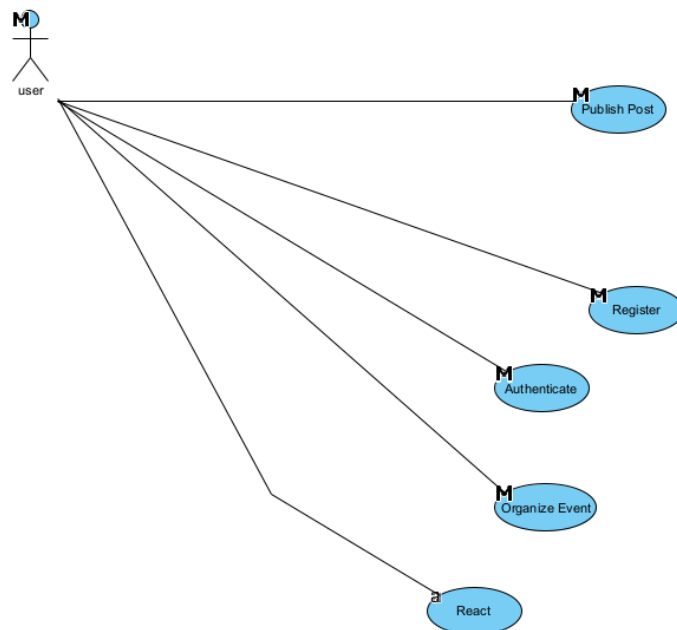 M
user
M
Publish Post
M
Register
M
Authenticate
M
Organize Event
a
React